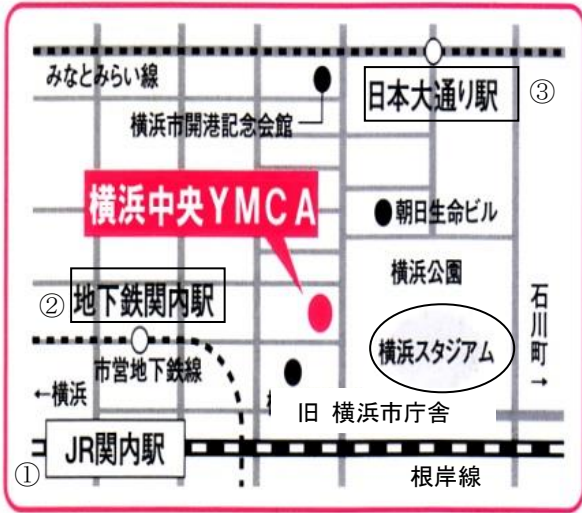 みなとみらい線
日本大通り駅 ③
横浜市開港記念会館
横浜中央YMCA
朝日生命ビル
横浜公園
② 地下鉄関内駅
石川町
↓
横浜スタジアム
市営地下鉄線
←横浜
旧 横浜市庁舎
JR関内駅
①
根岸線